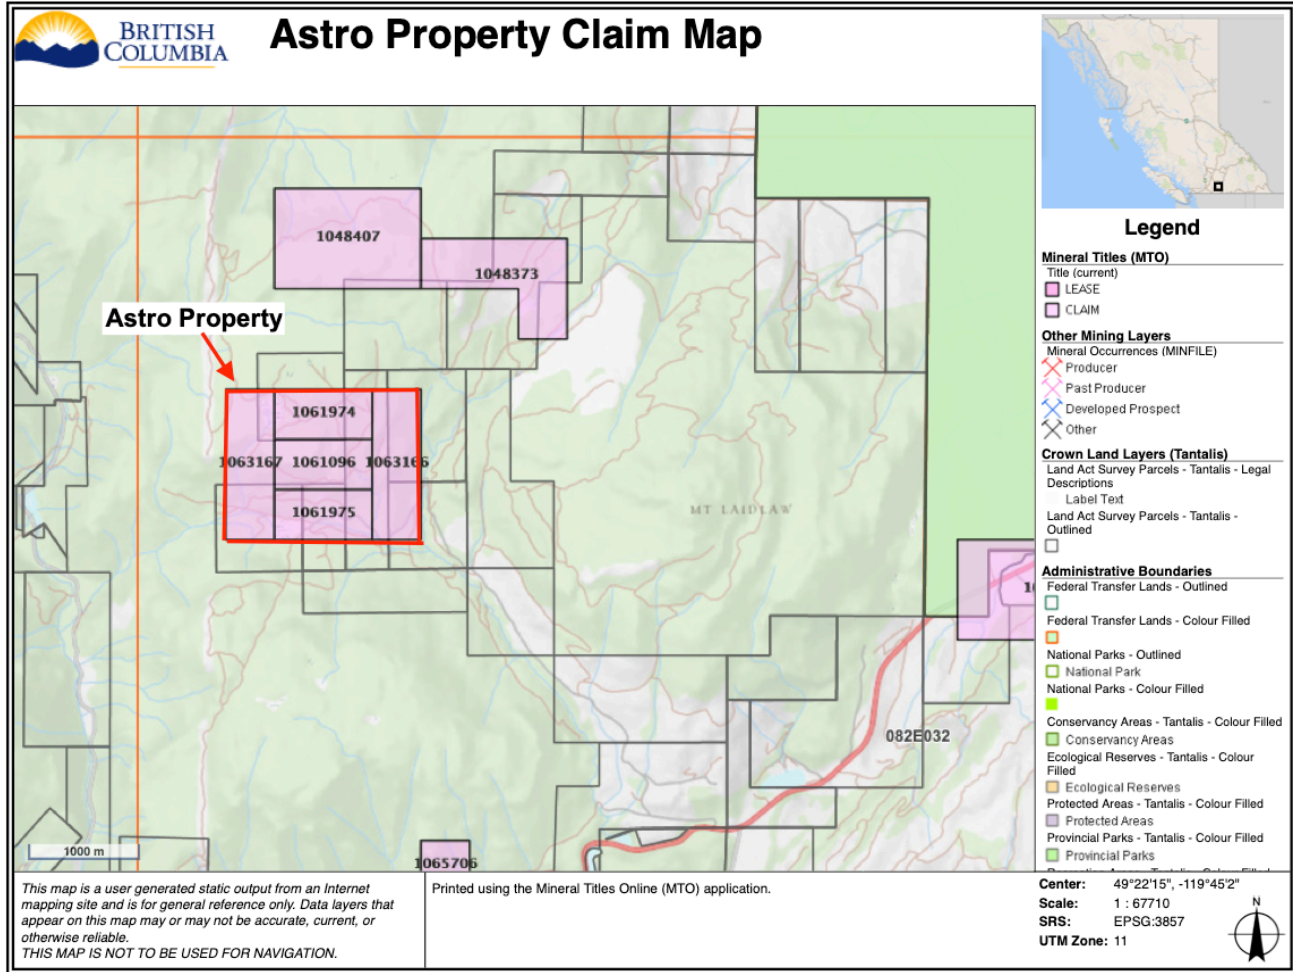 BRITISH
COLUMBIA
Astro Property Claim Map
1048407
1048373
Astro Property
1061974
1063167 1061096 1063166
1061975
MT LAIDLAW
082E032
1000 m
1065706
Legend
Mineral Titles (MTO)
Title (current)
LEASE
CLAIM
Other Mining Layers
Mineral Occurrences (MINFILE)
Producer
Past Producer
Developed Prospect
Other
Crown Land Layers (Tantalis)
Land Act Survey Parcels - Tantalis - Legal
Descriptions
Label Text
Land Act Survey Parcels - Tantalis -
Outlined
Administrative Boundaries
Federal Transfer Lands - Outlined
Federal Transfer Lands - Colour Filled
National Parks - Outlined
National Park
National Parks - Colour Filled
Conservancy Areas - Tantalis - Colour Filled
Conservancy Areas
Ecological Reserves - Tantalis - Colour
Filled
Ecological Reserves
Protected Areas - Tantalis - Colour Filled
Protected Areas
Provincial Parks - Tantalis - Colour Filled
Provincial Parks
This map is a user generated static output from an Internet
mapping site and is for general reference only. Data layers that
appear on this map may or may not be accurate, current, or
otherwise reliable.
THIS MAP IS NOT TO BE USED FOR NAVIGATION.
Printed using the Mineral Titles Online (MTO) application.
Center: 49°22'15", -119°45'2"
Scale: 1 : 67710
SRS: EPSG:3857
UTM Zone: 11
N